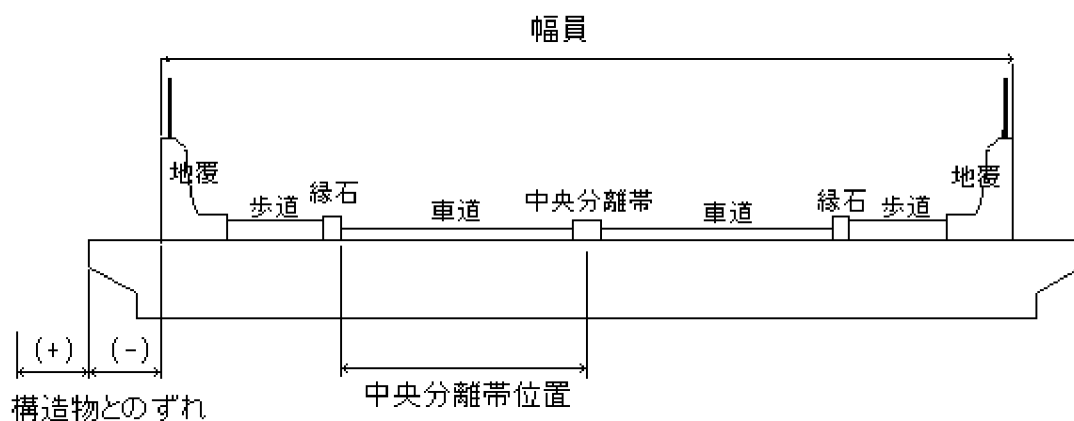 幅員
地覆
歩道
縁石
車道
中央分離帯
車道
縁石
歩道
地覆
(+)
(-)
構造物とのずれ
中央分離帯位置